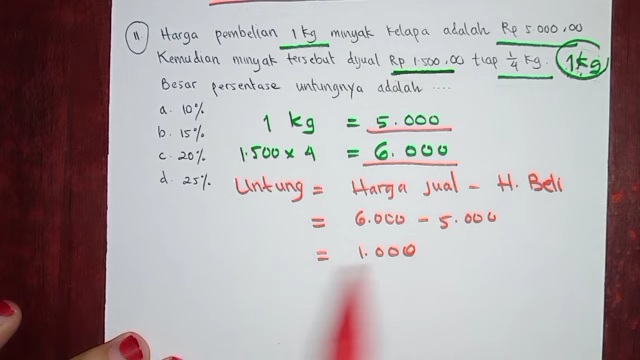 11 Harga pembelian 1 kg minyak kelapa adalah Rp 5.000,00
Kemudian minyak tersebut dijual Rp 1.500,00 tiap 1/4 kg. 1kg
Besar persentase untungnya adalah ....
a. 10%
b. 15%
c. 20%
d. 25%
1 kg = 5.000
1.500 x 4 = 6.000
Untung = Harga jual - H. Beli
= 6.000 - 5.000
= 1.000